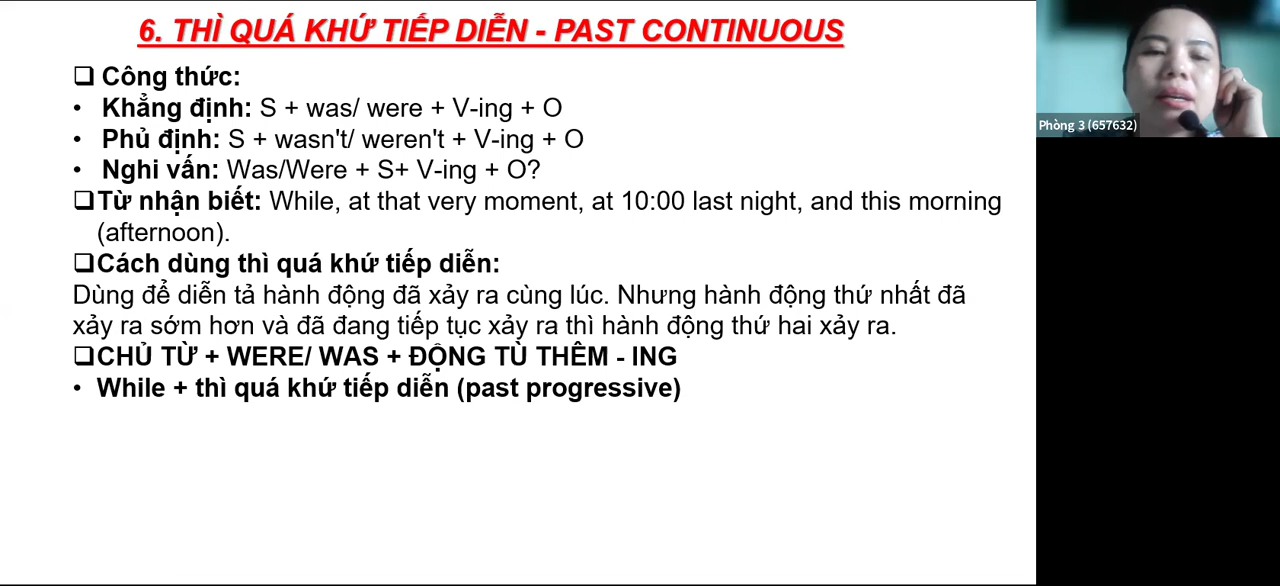 6. THÌ QUÁ KHỨ TIẾP DIỄN - PAST CONTINUOUS
❑ Công thức:
• Khẳng định: S + was/ were + V-ing + O
• Phủ định: S + wasn't/ weren't + V-ing + O
• Nghi vấn: Was/Were + S+ V-ing + O?
❑Từ nhận biết: While, at that very moment, at 10:00 last night, and this morning
(afternoon).
❑Cách dùng thì quá khứ tiếp diễn:
Dùng để diễn tả hành động đã xảy ra cùng lúc. Nhưng hành động thứ nhất đã
xảy ra sớm hơn và đã đang tiếp tục xảy ra thì hành động thứ hai xảy ra.
❑CHỦ TỪ + WERE/ WAS + ĐỘNG TÙ THÊM - ING
• While + thì quá khứ tiếp diễn (past progressive)
Phòng 3 (657632)